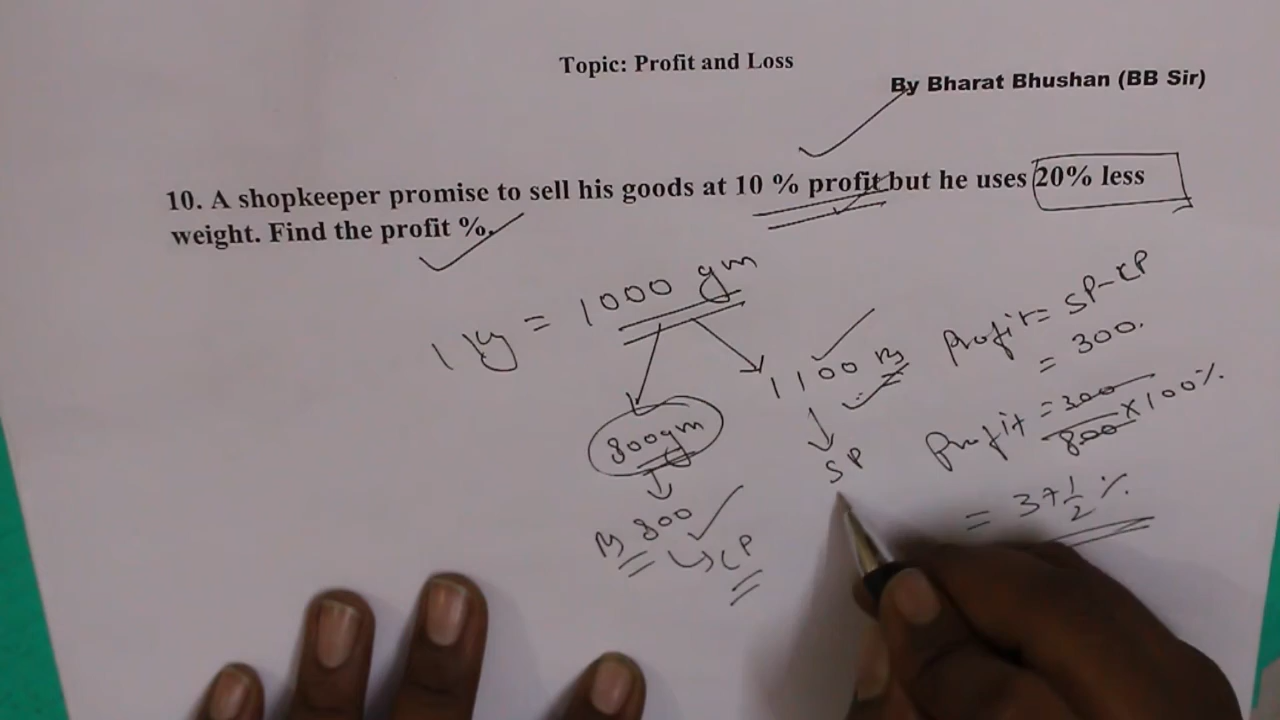 Topic: Profit and Loss
By Bharat Bhushan (BB Sir)
10. A shopkeeper promise to sell his goods at 10 % profit but he uses 20% less
weight. Find the profit %.
1 kg = 1000 gm
1100 Rs
Profit = SP - CP
= 300.
800gm
SP
Profit = 300/800 × 100%
Rs 800
CP
= 37 1/2 %